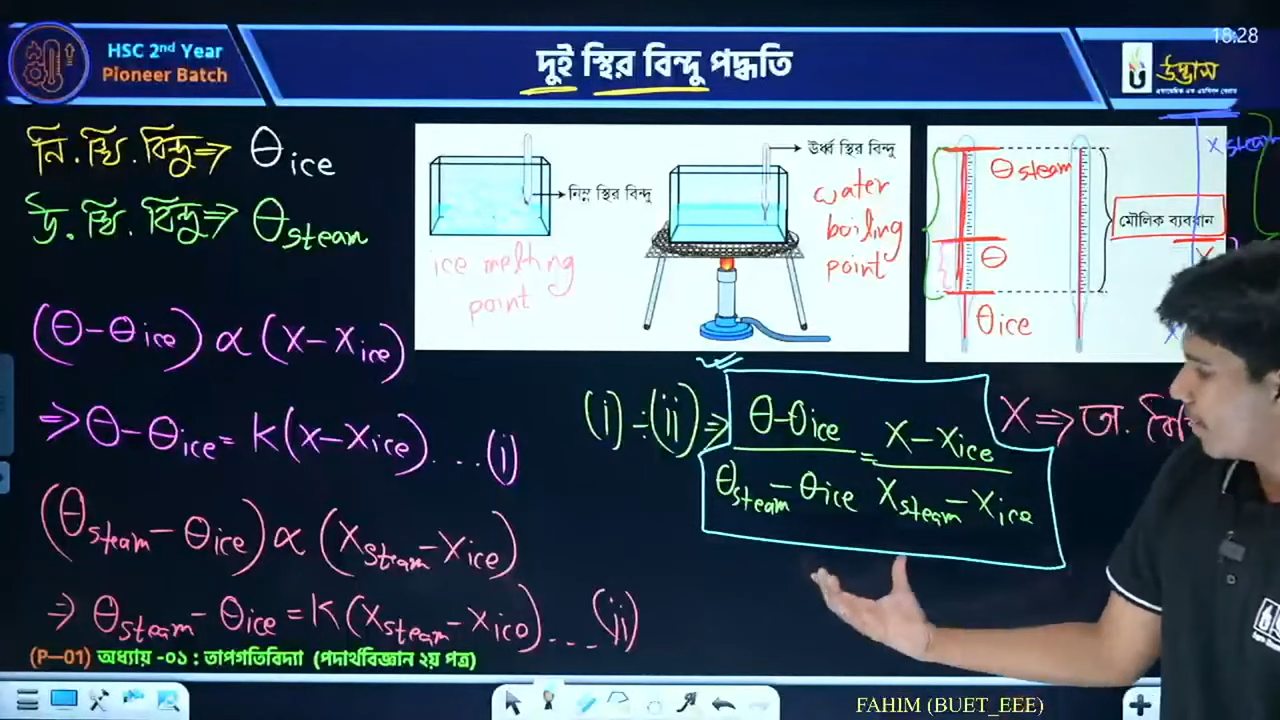 18:28
HSC 2nd Year
Pioneer Batch
দুই স্থির বিন্দু পদ্ধতি
উদ্ভাস
নি. স্থি. বিন্দু ⇒ θice
উ. স্থি. বিন্দু ⇒ θsteam
নিম্ন স্থির বিন্দু
ice melting
point
ঊর্ধ্ব স্থির বিন্দু
water
boiling
point
θsteam
θ
θice
মৌলিক ব্যবধান
Xsteam
X
(θ-θice) ∝ (X-Xice)
⇒ θ-θice = K(X-Xice)... (i)
(θsteam-θice) ∝ (Xsteam-Xice)
⇒ θsteam-θice = K(Xsteam-Xice)... (ii)
(i) ÷ (ii) ⇒ θ-θice / θsteam-θice = X-Xice / Xsteam-Xice
X ⇒ তা.
(P-01) অধ্যায় -০১ : তাপগতিবিদ্যা (পদার্থবিজ্ঞান ২য় পত্র)
FAHIM (BUET_EEE)